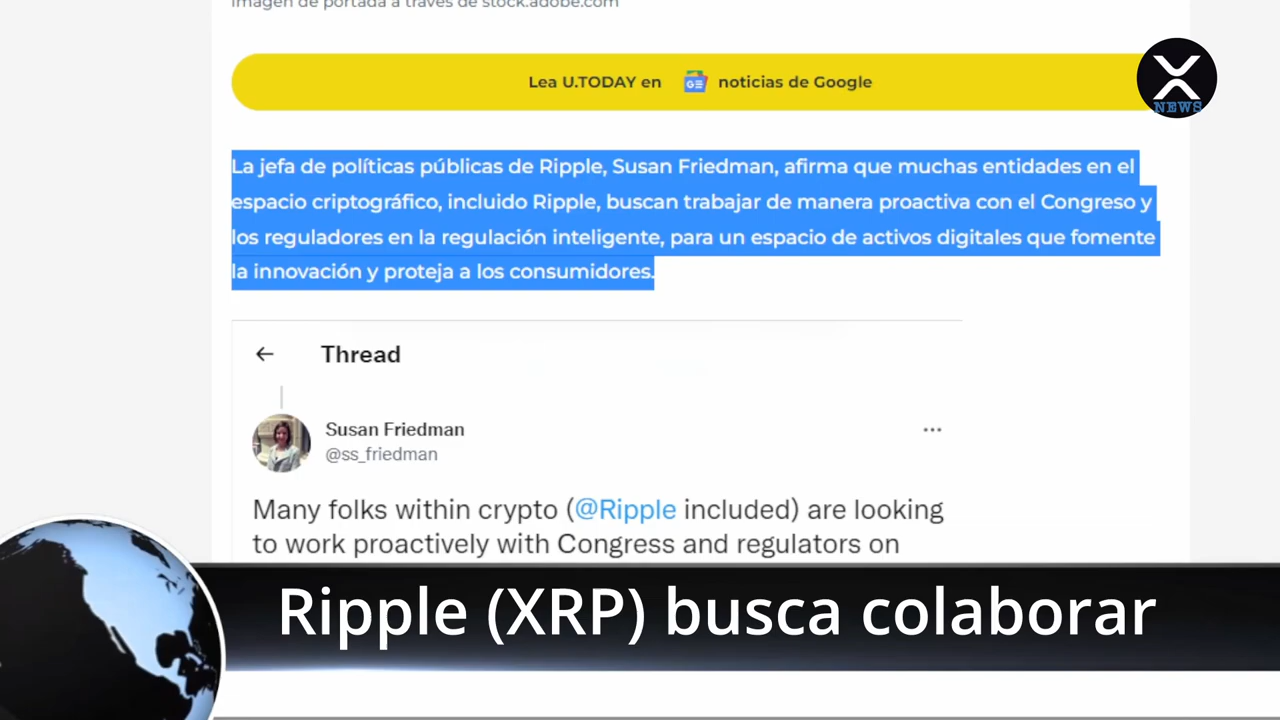 imagen de portada a través de stock.adobe.com
Lea U.TODAY en GE noticias de Google
X
NEWS
La jefa de políticas públicas de Ripple, Susan Friedman, afirma que muchas entidades en el
espacio criptográfico, incluido Ripple, buscan trabajar de manera proactiva con el Congreso y
los reguladores en la regulación inteligente, para un espacio de activos digitales que fomente
la innovación y proteja a los consumidores.
Thread
Susan Friedman
@ss_friedman
Many folks within crypto (@Ripple included) are looking
to work proactively with Congress and regulators on
Ripple (XRP) busca colaborar